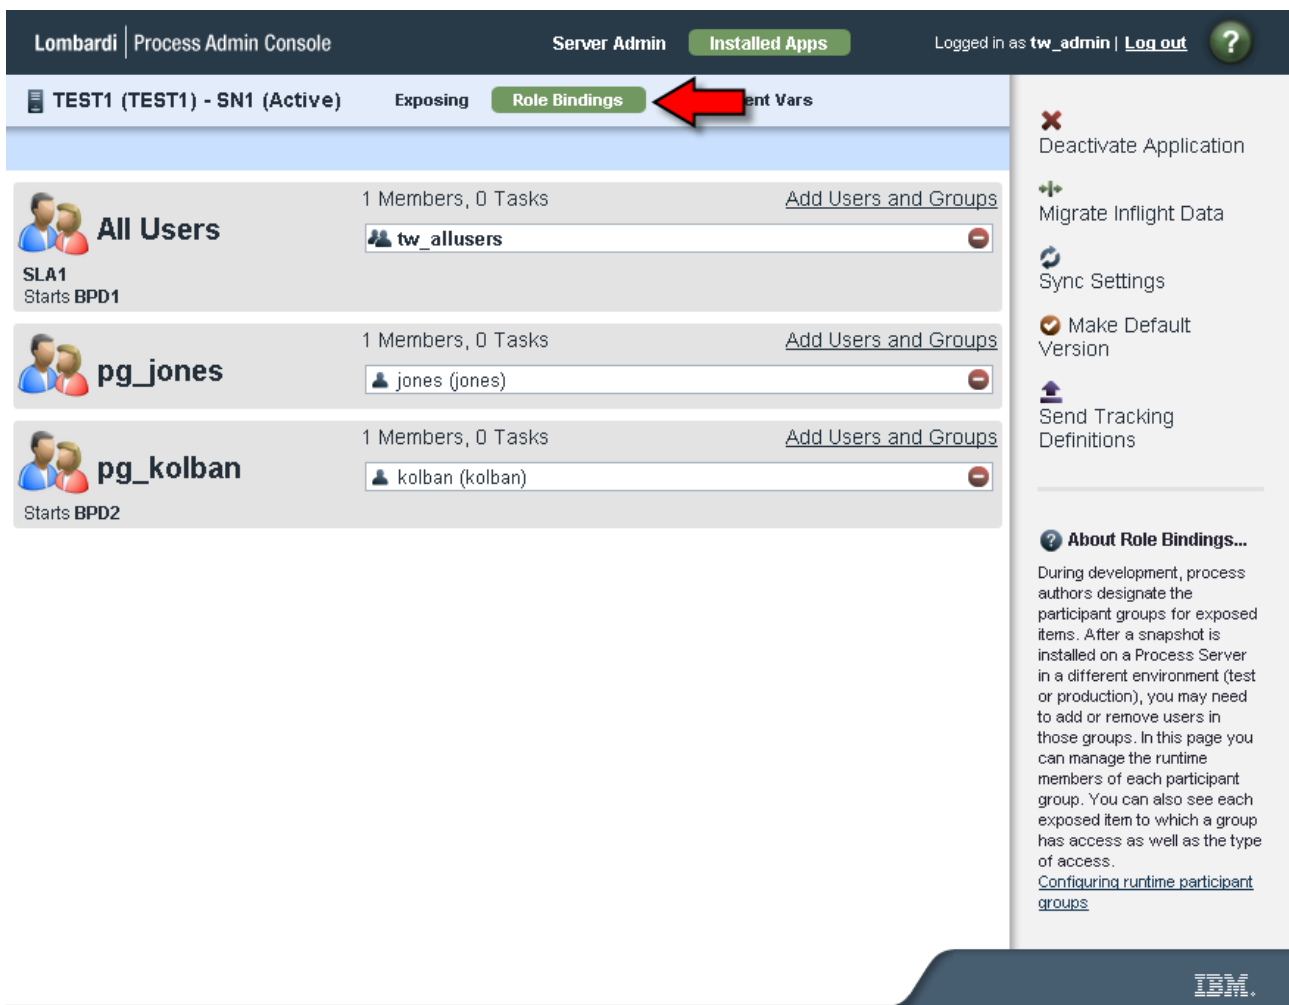 Lombardi Process Admin Console
Server Admin
Installed Apps
Logged in as tw_admin | Log out
?
TEST1 (TEST1) - SN1 (Active)
Exposing
Role Bindings
ent Vars
Deactivate Application
Migrate Inflight Data
Sync Settings
Make Default
Version
Send Tracking
Definitions
All Users
1 Members, 0 Tasks
Add Users and Groups
tw_allusers
SLA1
Starts BPD1
pg_jones
1 Members, 0 Tasks
Add Users and Groups
jones (jones)
pg_kolban
1 Members, 0 Tasks
Add Users and Groups
kolban (kolban)
Starts BPD2
? About Role Bindings...
During development, process
authors designate the
participant groups for exposed
items. After a snapshot is
installed on a Process Server
in a different environment (test
or production), you may need
to add or remove users in
those groups. In this page you
can manage the runtime
members of each participant
group. You can also see each
exposed item to which a group
has access as well as the type
of access.
Configuring runtime participant
groups
IBM.